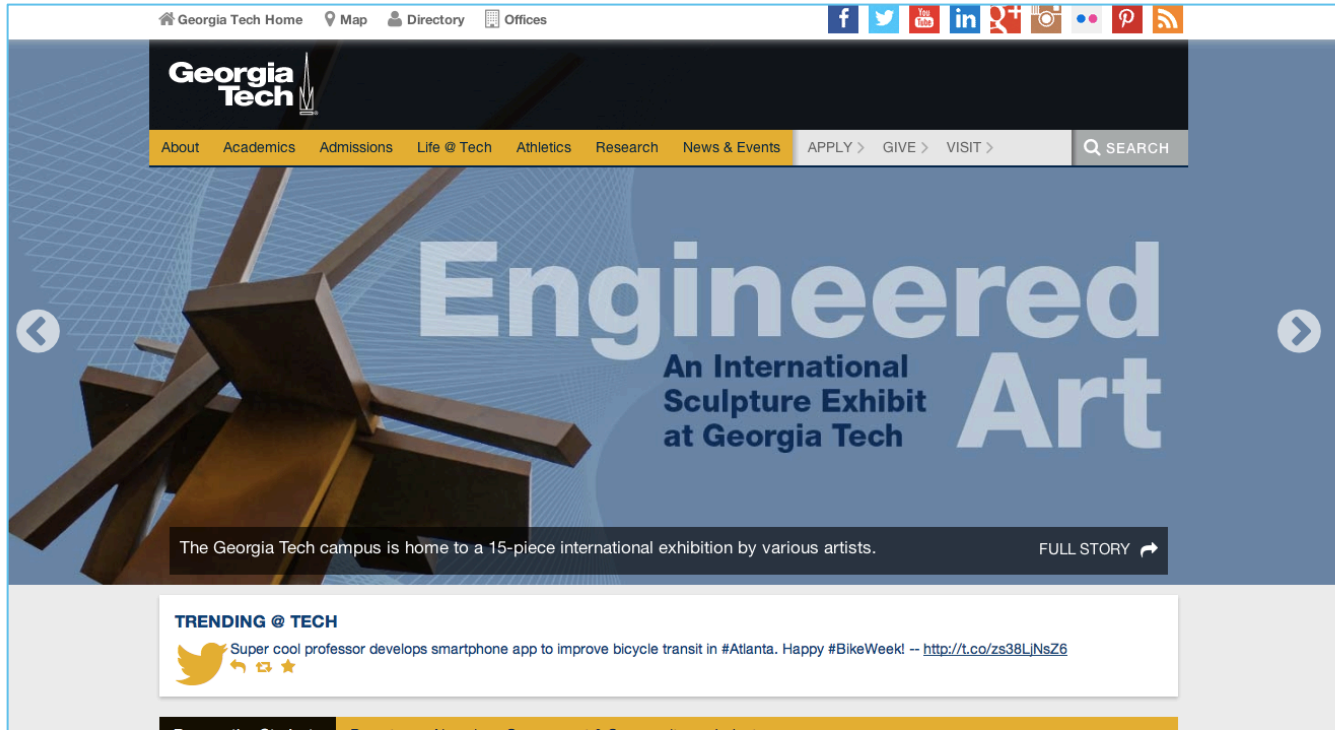 Georgia Tech Home Map Directory Offices
f You Tube in g+ P
Georgia
Tech
About Academics Admissions Life @ Tech Athletics Research News & Events APPLY > GIVE > VISIT > SEARCH
Engineered
An International
Sculpture Exhibit
at Georgia Tech
Art
The Georgia Tech campus is home to a 15-piece international exhibition by various artists. FULL STORY
TRENDING @ TECH
Super cool professor develops smartphone app to improve bicycle transit in #Atlanta. Happy #BikeWeek! -- http://t.co/zs38LjNsZ6